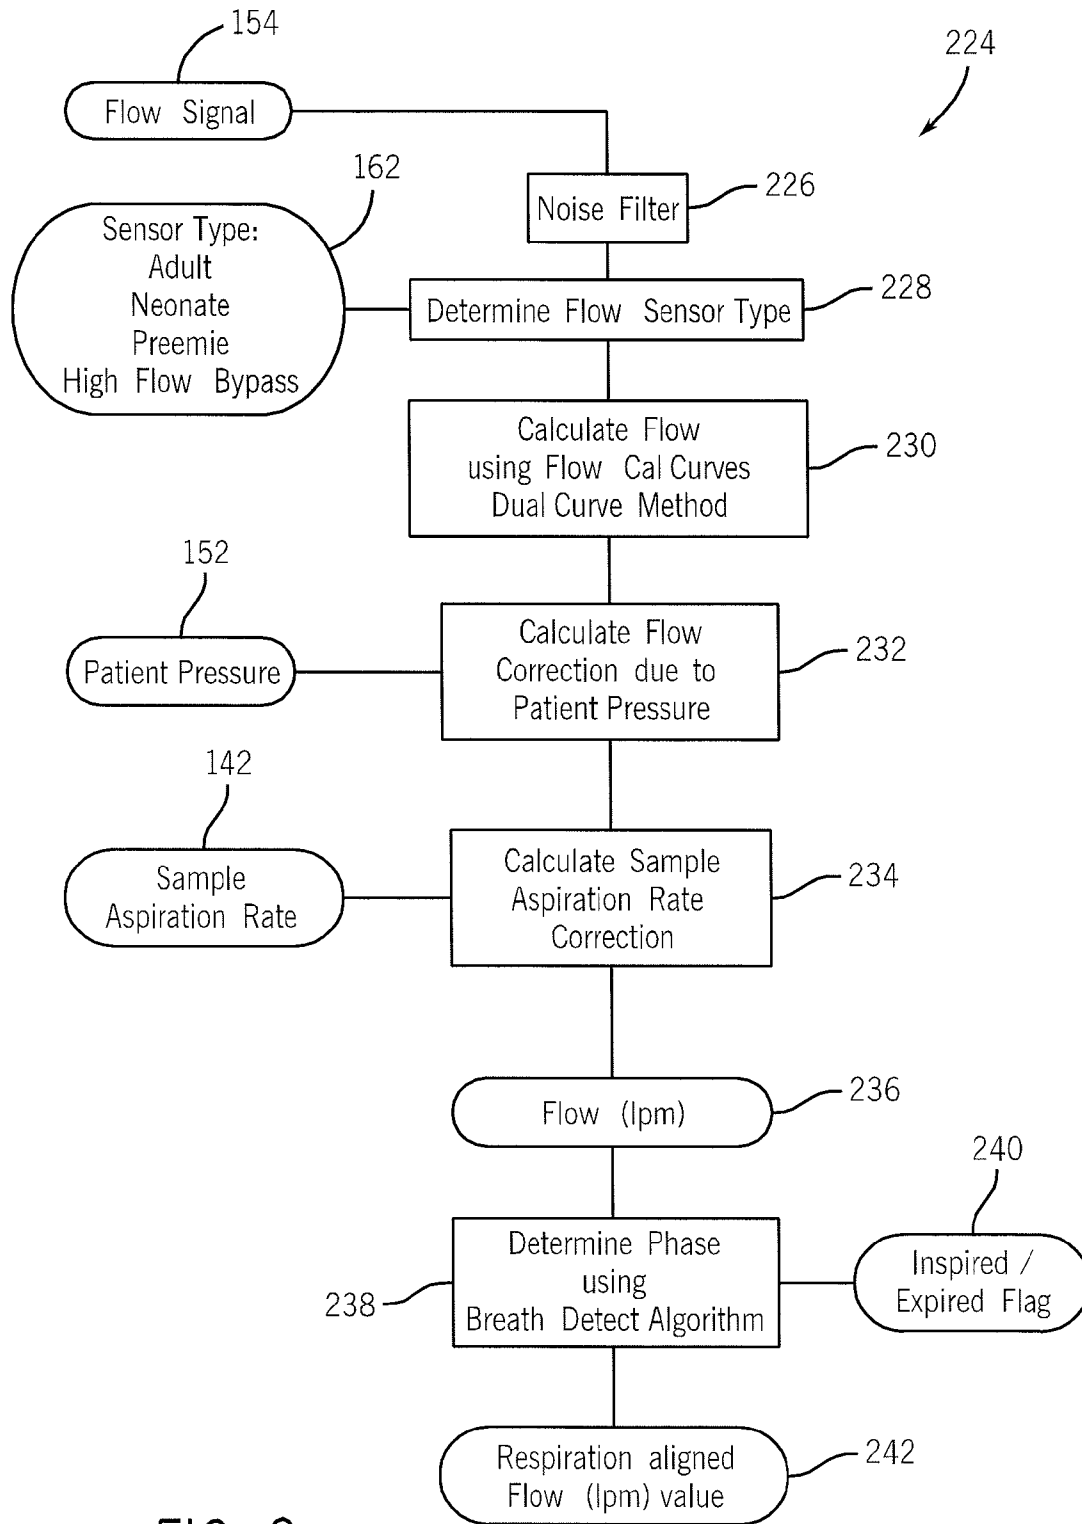 154
224
Flow Signal
162
226
Noise Filter
Sensor Type:
Adult
Neonate
Preemie
High Flow Bypass
228
Determine Flow Sensor Type
Calculate Flow
using Flow Cal Curves
Dual Curve Method
230
152
Patient Pressure
Calculate Flow
Correction due to
Patient Pressure
232
142
Sample
Aspiration Rate
Calculate Sample
Aspiration Rate
Correction
234
Flow (lpm)
236
240
Determine Phase
using
Breath Detect Algorithm
238
Inspired /
Expired Flag
Respiration aligned
Flow (lpm) value
242